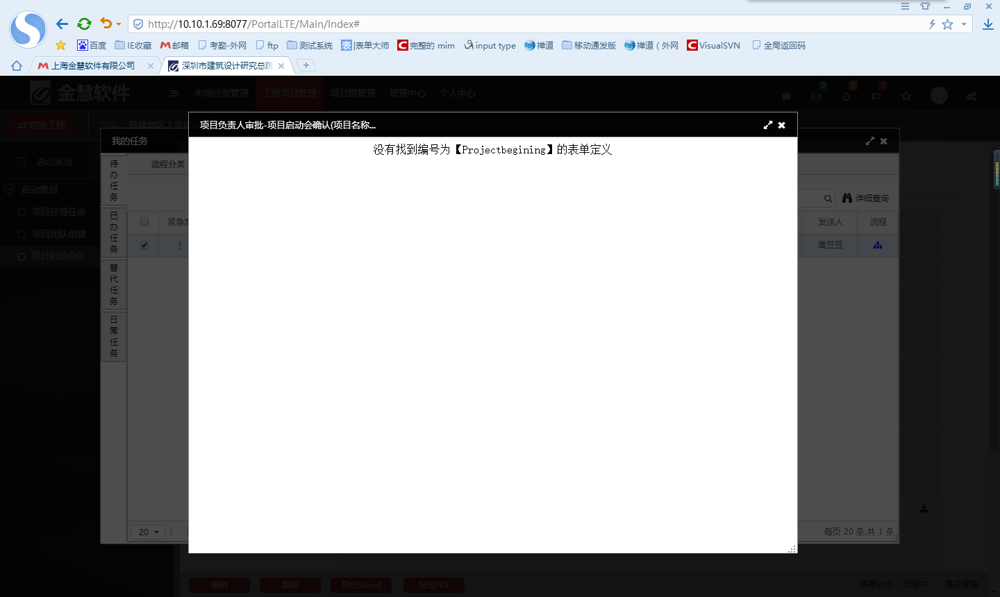 http://10.10.1.69:8077/PortalLTE/Main/Index#
百度 IE收藏 邮箱 考勤-外网 ftp 测试系统 表 |表单大师 完整的 mim input type 禅道 移动通发版 禅道 ( 外网 VisualSVN 全局返回码
上海金慧软件有限公司 深圳市建筑设计研究总院
金慧软件 市场经营管理 工程项目管理 项目群管理 管理中心 个人中心 0 0 1
切换工程 当前：
项目负责人审批-项目启动会确认(项目名称...
没有找到编号为【Projectbegining】的表单定义
我的任务
启动策划
启动策划
项目经理任命
项目团队组建
项目启动会议
待办任务
已办任务
替代任务
日常任务
流程分类
详细查询
紧急度 发送人 流程
黄豆豆
20 每页 20 条,共 1 条
撤销 跟踪 导出Word 导出PDF 表单状态：流程中 是否紧急